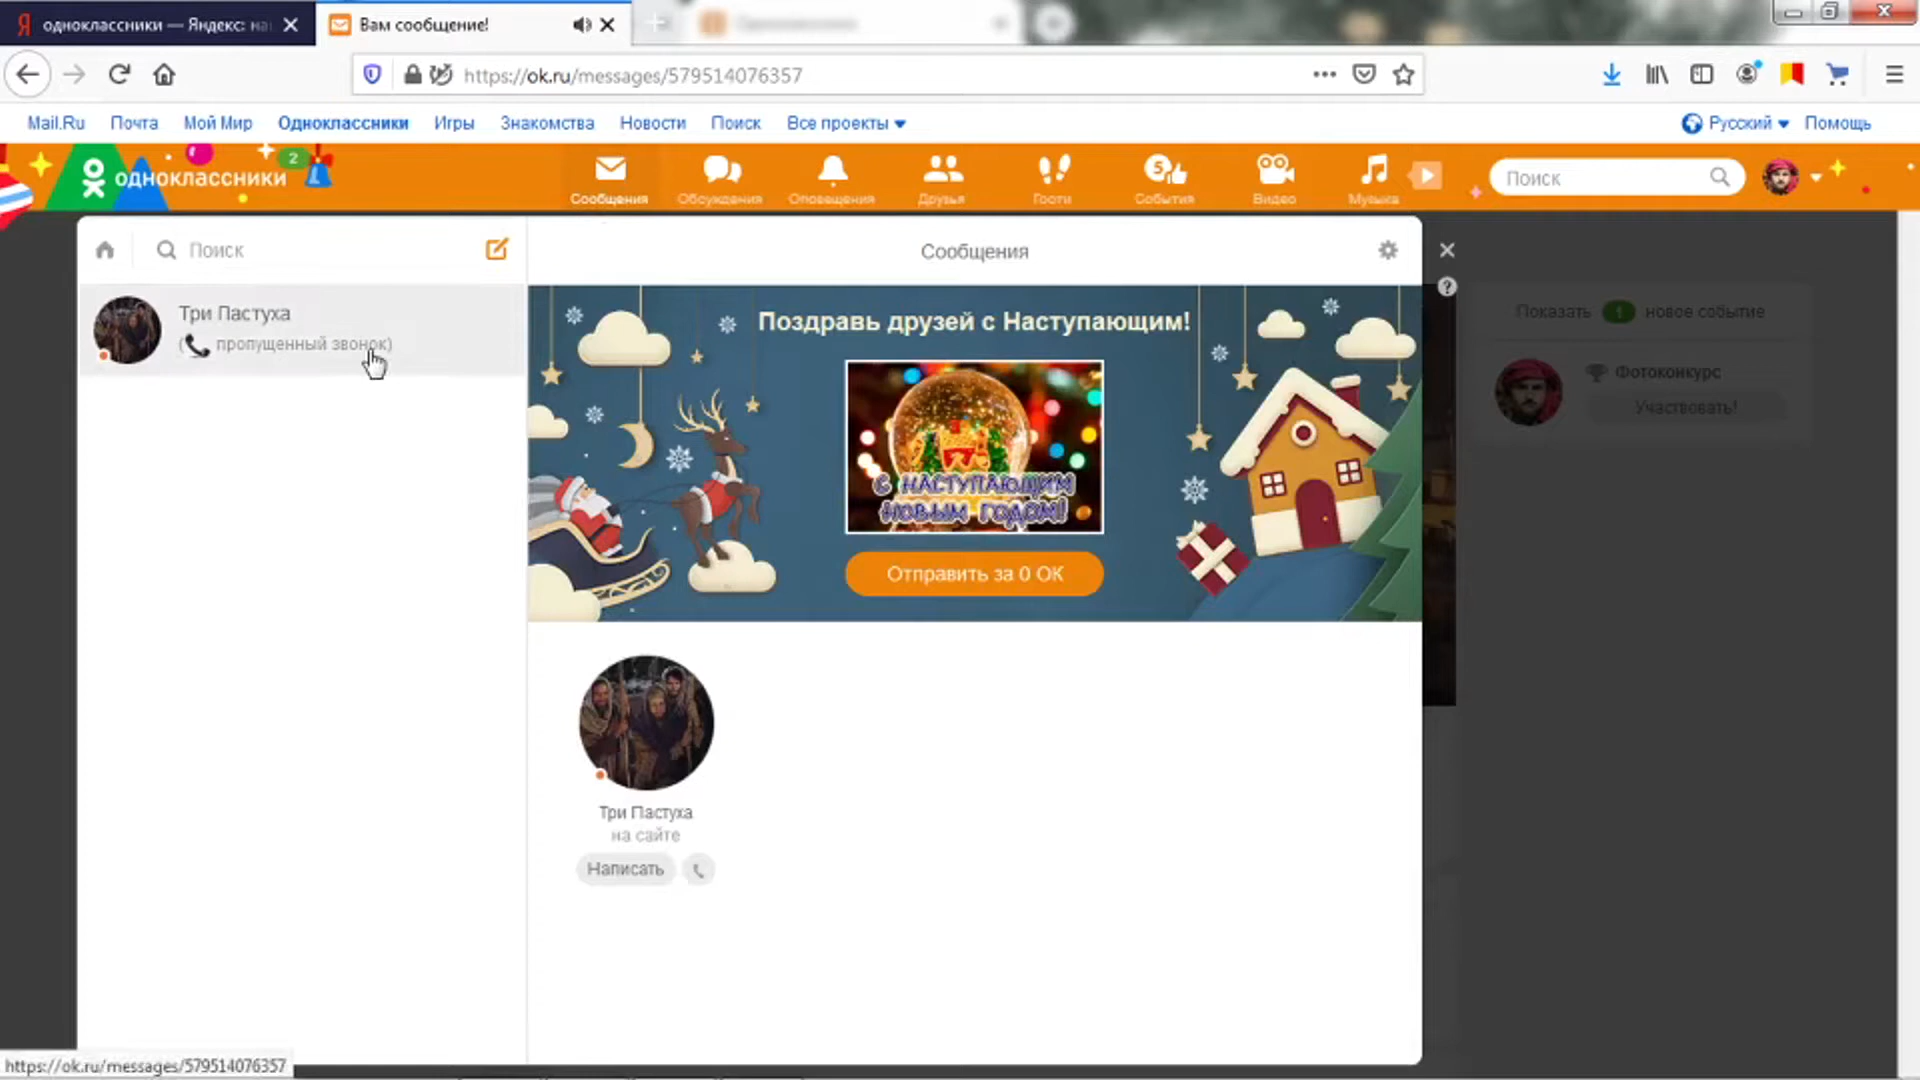 одноклассники — Яндекс: на
Вам сообщение!
https://ok.ru/messages/579514076357
Mail.Ru Почта Мой Мир Одноклассники Игры Знакомства Новости Поиск Все проекты
Русский Помощь
одноклассники 2
Сообщения Обсуждения Оповещения Друзья Гости 5 События Видео Музыка
Поиск
Поиск
Сообщения
Три Пастуха
( пропущенный звонок)
Поздравь друзей с Наступающим!
С НАСТУПАЮЩИМ
НОВЫМ ГОДОМ!
Отправить за 0 ОК
Показать 1 новое событие
Фотоконкурс
Участвовать!
Три Пастуха
на сайте
Написать
https://ok.ru/messages/579514076357